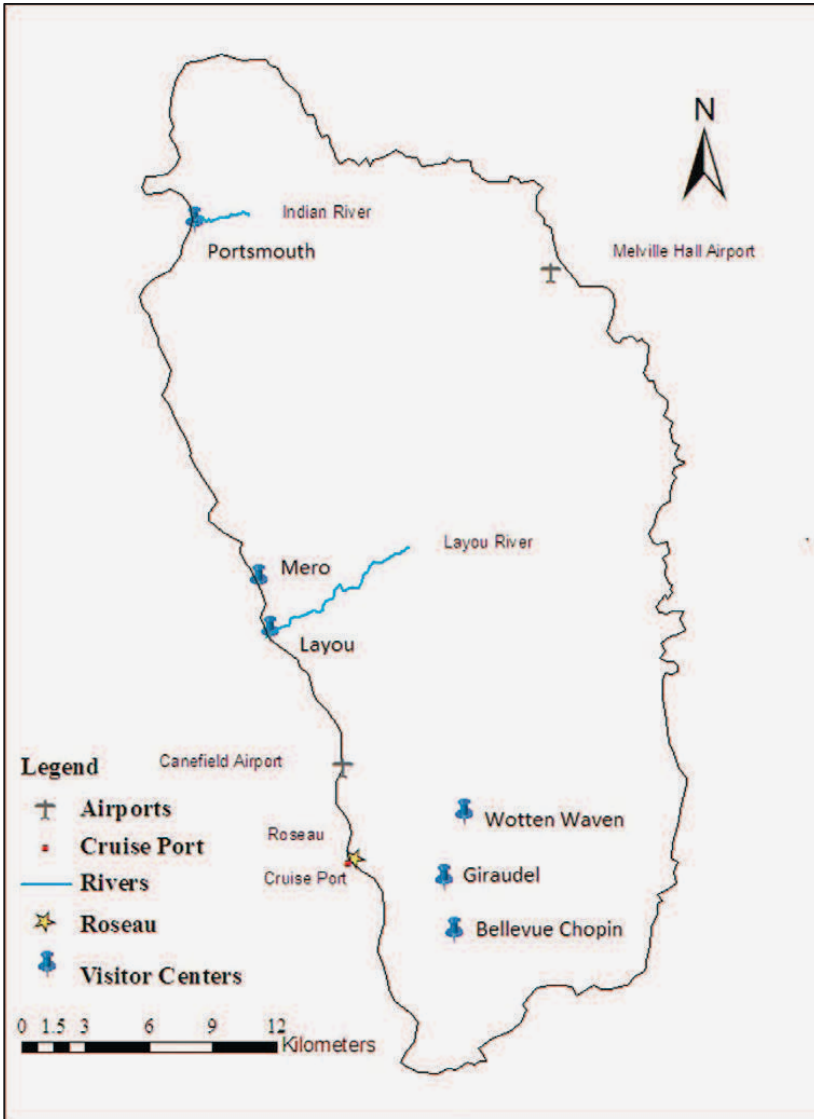 N
Indian River
Portsmouth
Melville Hall Airport
Mero
Layou River
Layou
Canefield Airport
Roseau
Cruise Port
Wotten Waven
Giraudel
Bellevue Chopin
Legend
Airports
Cruise Port
Rivers
Roseau
Visitor Centers
0 1.5 3 6 9 12
Kilometers